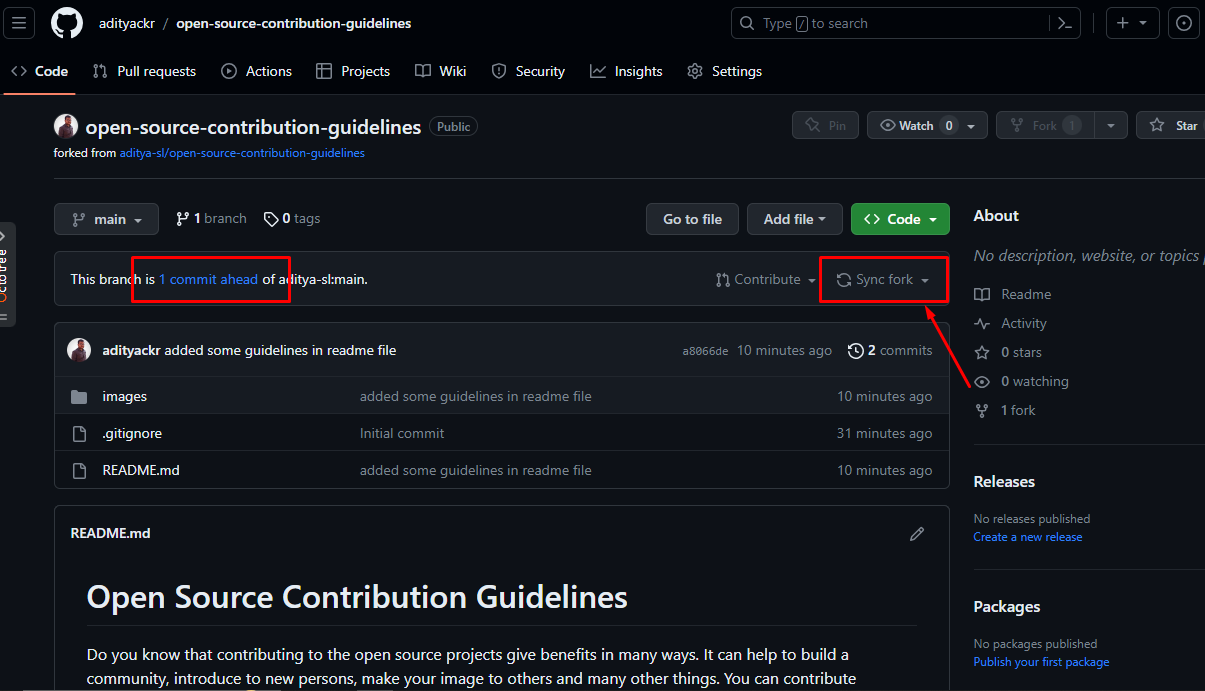 adityackr / open-source-contribution-guidelines
Type / to search
Code Pull requests Actions Projects Wiki Security Insights Settings
open-source-contribution-guidelines Public
Pin Watch 0 Fork 1 Star
forked from aditya-sl/open-source-contribution-guidelines
main 1 branch 0 tags
Go to file Add file Code
This branch is 1 commit ahead of aditya-sl:main.
Contribute Sync fork
adityackr added some guidelines in readme file a8066de 10 minutes ago 2 commits
images added some guidelines in readme file 10 minutes ago
.gitignore Initial commit 31 minutes ago
README.md added some guidelines in readme file 10 minutes ago
README.md
Open Source Contribution Guidelines
Do you know that contributing to the open source projects give benefits in many ways. It can help to build a
community, introduce to new persons, make your image to others and many other things. You can contribute
About
No description, website, or topics
Readme
Activity
0 stars
0 watching
1 fork
Releases
No releases published
Create a new release
Packages
No packages published
Publish your first package